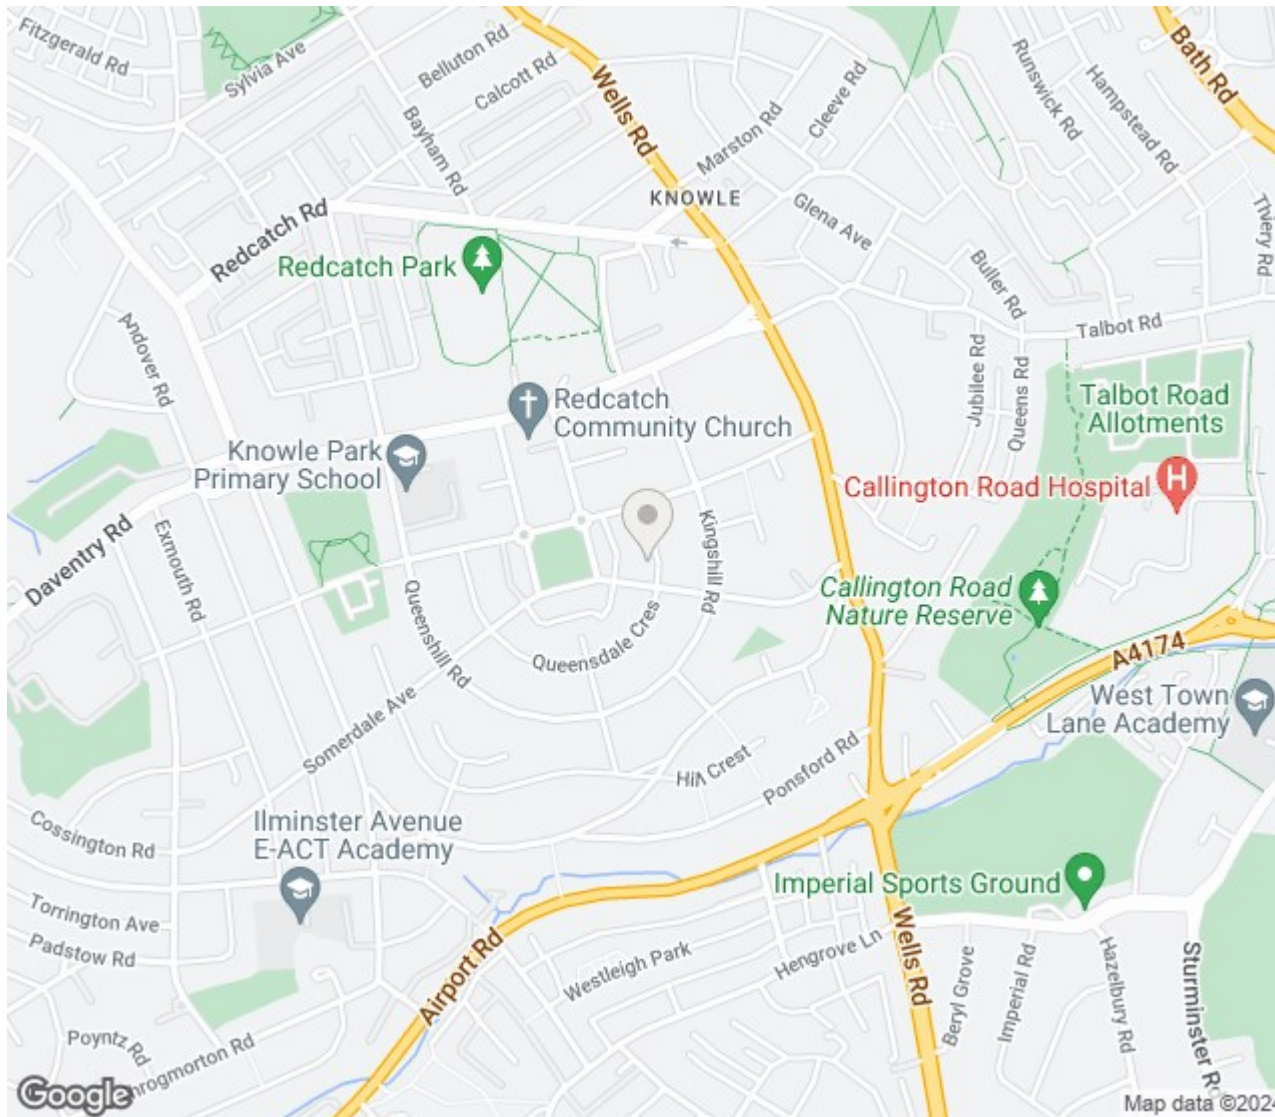 Fitzgerald Rd
Sylvia Ave
Belluton Rd
Calcott Rd
Bayham Rd
Wells Rd
Marston Rd
Cleeve Rd
Runswick Rd
Hampstead Rd
Bath Rd
KNOWLE
Glena Ave
Thiery Rd
Redcatch Rd
Redcatch Park
Buller Rd
Talbot Rd
Andover Rd
Jubilee Rd
Queens Rd
Redcatch
Community Church
Talbot Road
Allotments
Knowle Park
Primary School
Callington Road Hospital
H
Daventry Rd
Exmouth Rd
Kingshill Rd
Callington Road
Nature Reserve
Queenshill Rd
Queensdale Cres
A4174
West Town
Lane Academy
Somerdale Ave
Hill Crest
Ponsford Rd
Cossington Rd
Ilminster Avenue
E-ACT Academy
Imperial Sports Ground
Torrington Ave
Padstow Rd
Airport Rd
Westleigh Park
Hengrove Ln
Wells Rd
Beryl Grove
Imperial Rd
Hazelbury Rd
Sturminster Rd
Poyntz Rd
hrogmorton Rd
Google
Map data ©2024